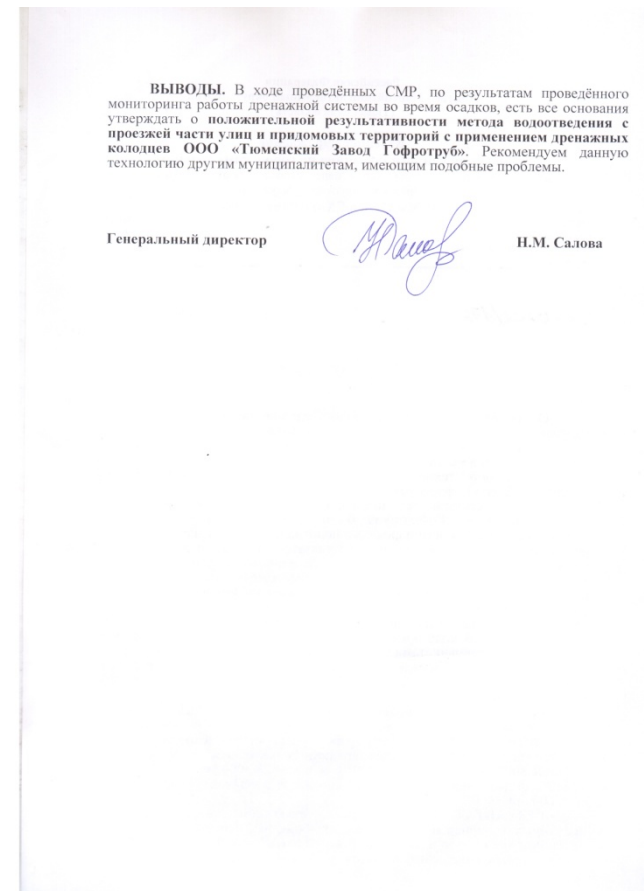 ВЫВОДЫ. В ходе проведённых СМР, по результатам проведённого
мониторинга работы дренажной системы во время осадков, есть все основания
утверждать о положительной результативности метода водоотведения с
проезжей части улиц и придомовых территорий с применением дренажных
колодцев ООО «Тюменский Завод Гофротруб». Рекомендуем данную
технологию другим муниципалитетам, имеющим подобные проблемы.
Генеральный директор
Н.М. Салова